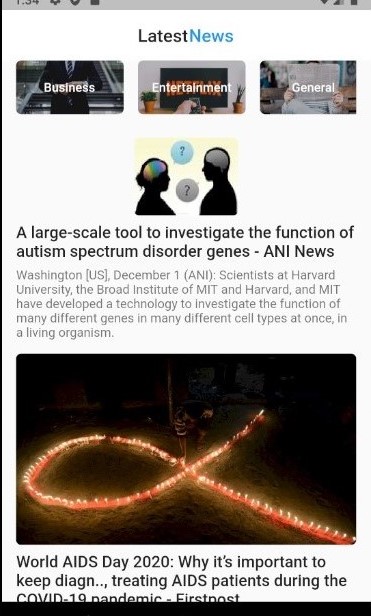 1:34
LatestNews
Business Entertainment General
? ?
A large-scale tool to investigate the function of
autism spectrum disorder genes - ANI News
Washington [US], December 1 (ANI): Scientists at Harvard
University, the Broad Institute of MIT and Harvard, and MIT
have developed a technology to investigate the function of
many different genes in many different cell types at once, in
a living organism.
World AIDS Day 2020: Why it's important to
keep diagn.., treating AIDS patients during the
COVID-19 pandemic - Firstpost